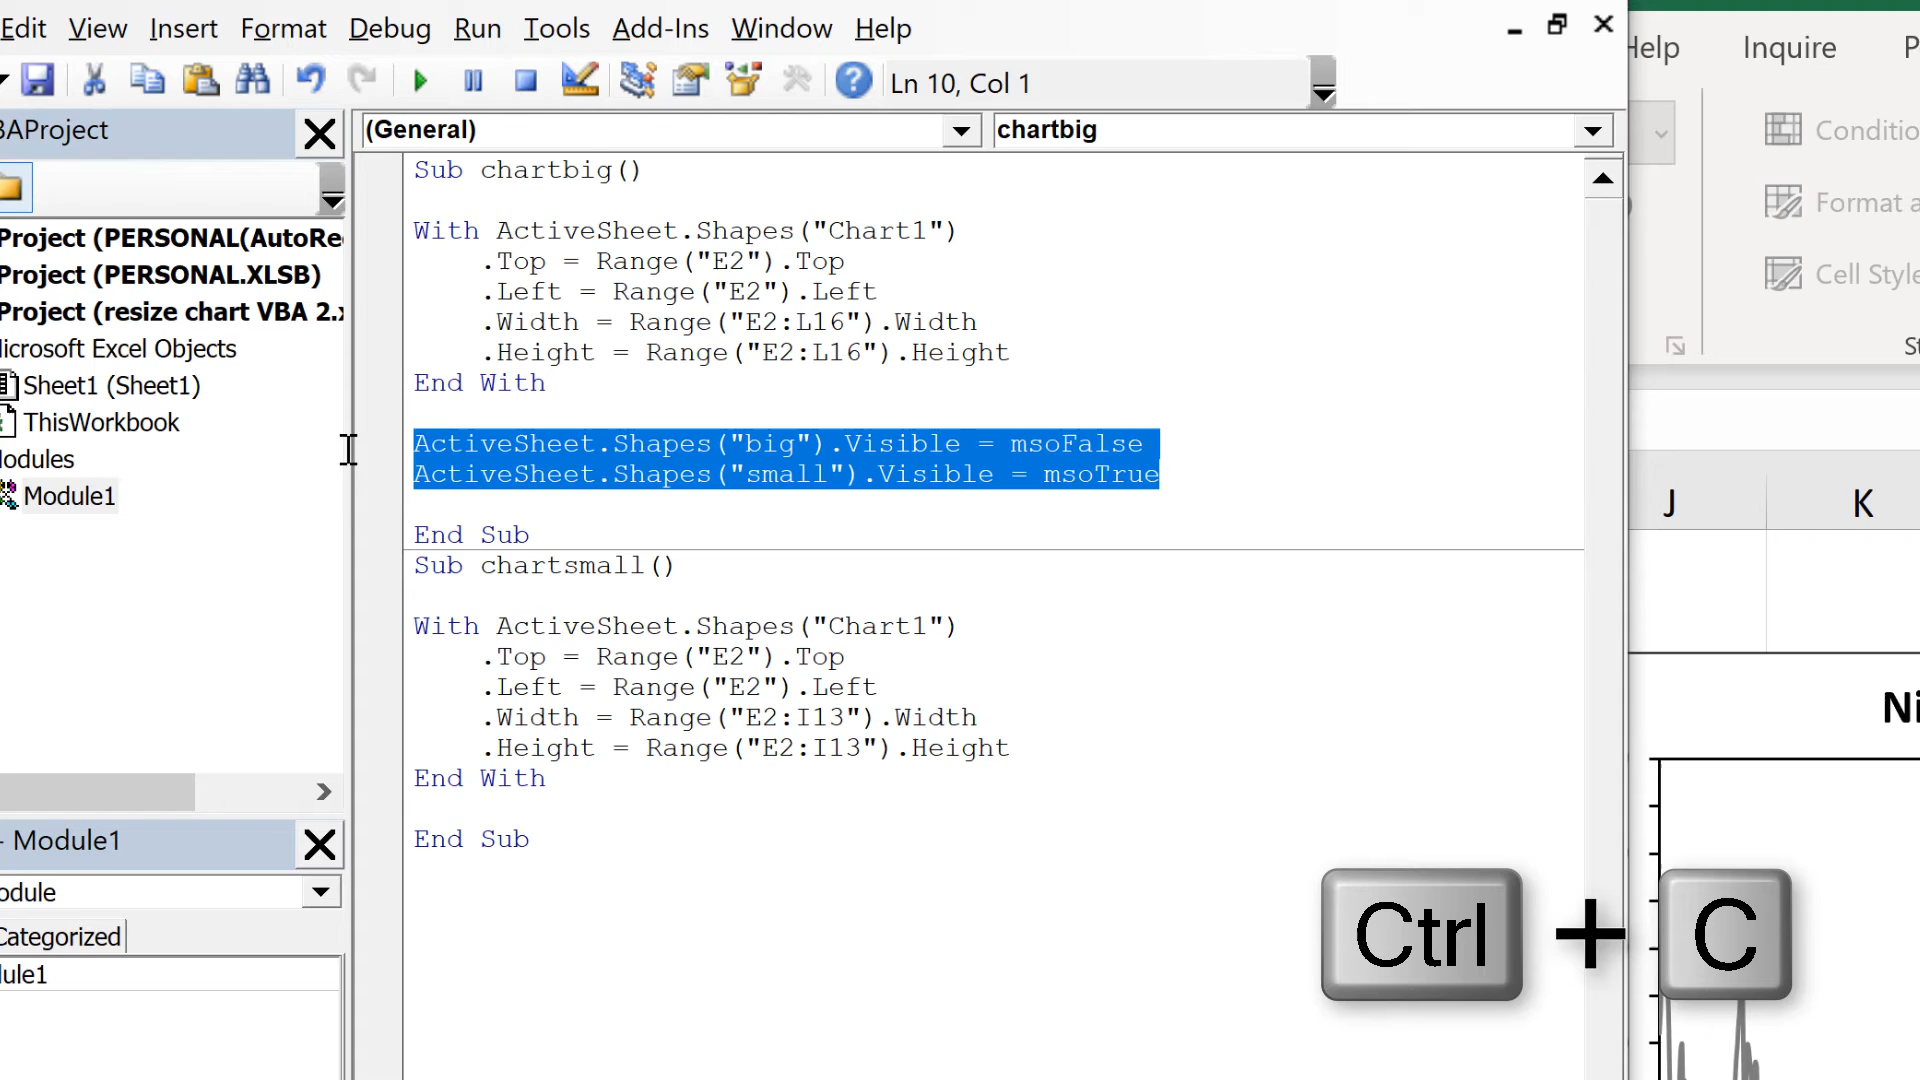 Edit View Insert Format Debug Run Tools Add-Ins Window Help
Ln 10, Col 1
BAProject
Project (PERSONAL(AutoRe
Project (PERSONAL.XLSB)
Project (resize chart VBA 2.x
icrosoft Excel Objects
Sheet1 (Sheet1)
ThisWorkbook
odules
Module1
- Module1
odule
Categorized
dule1
(General) chartbig
Sub chartbig()
With ActiveSheet.Shapes("Chart1")
.Top = Range("E2").Top
.Left = Range("E2").Left
.Width = Range("E2:L16").Width
.Height = Range("E2:L16").Height
End With
ActiveSheet.Shapes("big").Visible = msoFalse
ActiveSheet.Shapes("small").Visible = msoTrue
End Sub
Sub chartsmall()
With ActiveSheet.Shapes("Chart1")
.Top = Range("E2").Top
.Left = Range("E2").Left
.Width = Range("E2:I13").Width
.Height = Range("E2:I13").Height
End With
End Sub
Help Inquire P
Conditio
Format a
Cell Style
St
J K
Ni
Ctrl + C